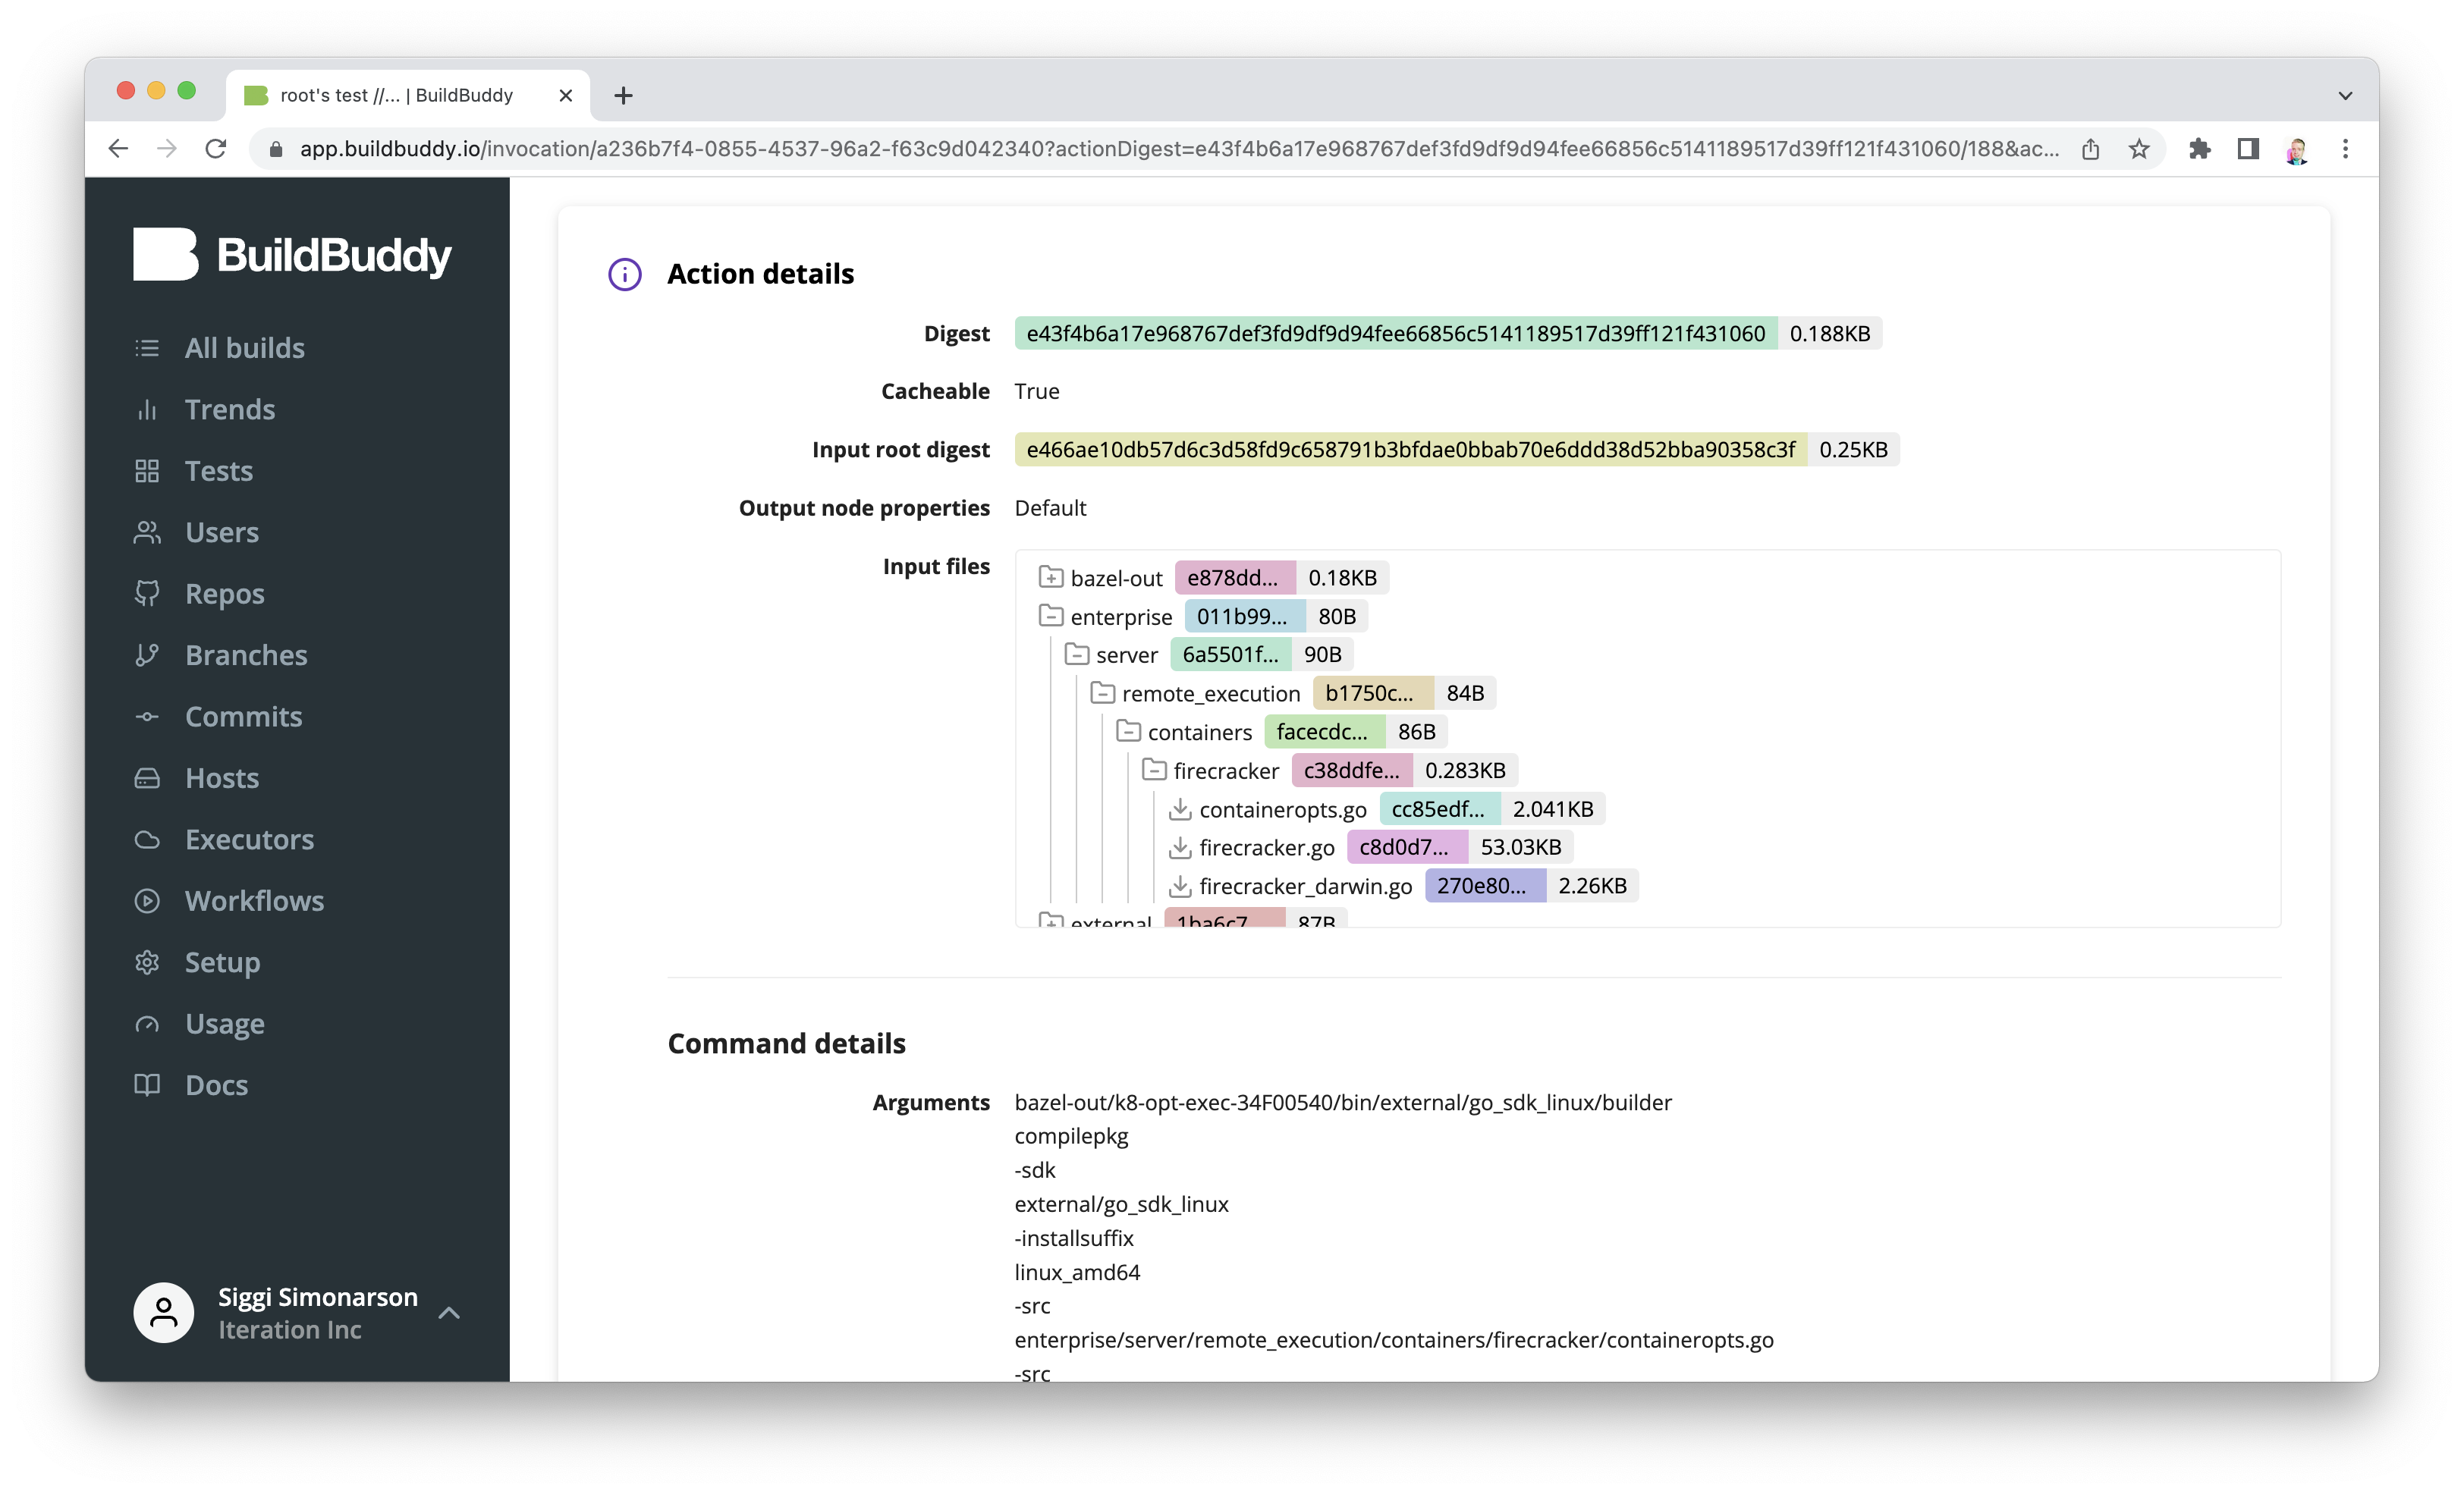 root's test //... | BuildBuddy
app.buildbuddy.io/invocation/a236b7f4-0855-4537-96a2-f63c9d042340?actionDigest=e43f4b6a17e968767def3fd9df9d94fee66856c5141189517d39ff121f431060/188&ac...
BuildBuddy
All builds
Trends
Tests
Users
Repos
Branches
Commits
Hosts
Executors
Workflows
Setup
Usage
Docs
Siggi Simonarson
Iteration Inc
Action details
Digest e43f4b6a17e968767def3fd9df9d94fee66856c5141189517d39ff121f431060 0.188KB
Cacheable True
Input root digest e466ae10db57d6c3d58fd9c658791b3bfdae0bbab70e6ddd38d52bba90358c3f 0.25KB
Output node properties Default
Input files
bazel-out e878dd... 0.18KB
enterprise 011b99... 80B
server 6a5501f... 90B
remote_execution b1750c... 84B
containers facecdc... 86B
firecracker c38ddfe... 0.283KB
containeropts.go cc85edf... 2.041KB
firecracker.go c8d0d7... 53.03KB
firecracker_darwin.go 270e80... 2.26KB
external 1ba6c7... 87B
Command details
Arguments bazel-out/k8-opt-exec-34F00540/bin/external/go_sdk_linux/builder
compilepkg
-sdk
external/go_sdk_linux
-installsuffix
linux_amd64
-src
enterprise/server/remote_execution/containers/firecracker/containeropts.go
-src